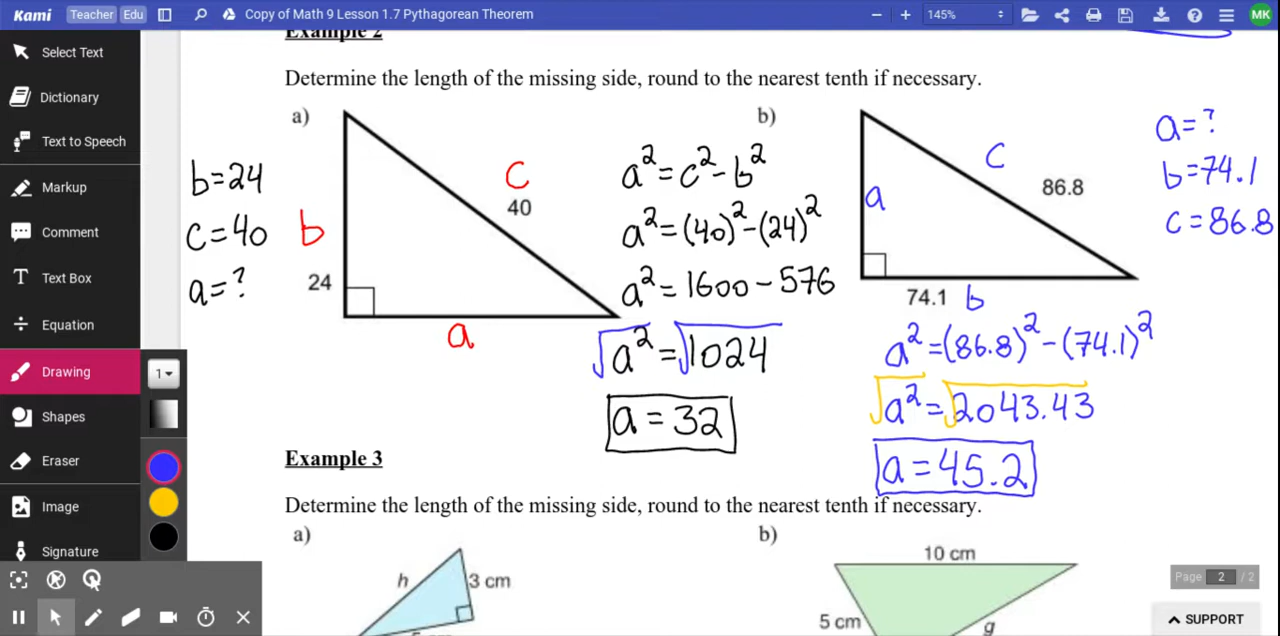 Kami Teacher Edu Copy of Math 9 Lesson 1.7 Pythagorean Theorem 145% MK
Select Text
Dictionary
Text to Speech
Markup
Comment
Text Box
Equation
Drawing
Shapes
Eraser
Image
Signature
1
Example 2
Determine the length of the missing side, round to the nearest tenth if necessary.
a)
b=24
c=40
a=?
b
24
c
40
a
a²=c²-b²
a²=(40)²-(24)²
a²=1600-576
√a²=√1024
a=32
b)
a
c
86.8
74.1 b
a=?
b=74.1
c=86.8
a²=(86.8)²-(74.1)²
√a²=√2043.43
a=45.2
Example 3
Determine the length of the missing side, round to the nearest tenth if necessary.
a)
h
3 cm
b)
10 cm
5 cm
g
Page 2 / 2
SUPPORT